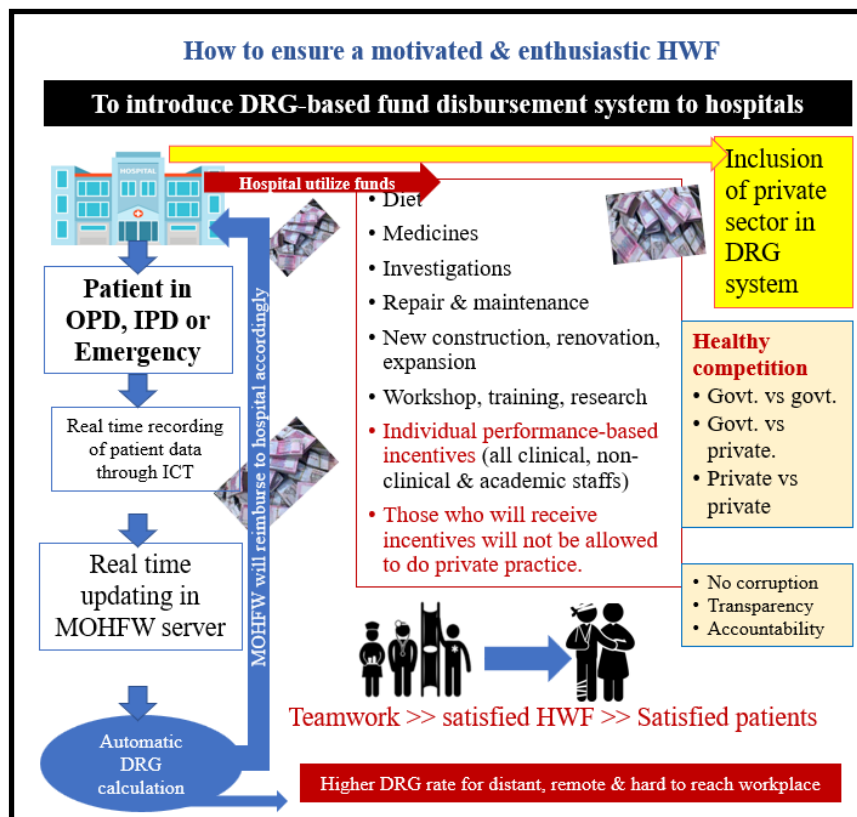 How to ensure a motivated & enthusiastic HWF
To introduce DRG-based fund disbursement system to hospitals
HOSPITAL
Hospital utilize funds
Inclusion
of private
sector in
DRG
system
Patient in
OPD, IPD or
Emergency
Real time recording
of patient data
through ICT
Real time
updating in
MOHFW server
Automatic
DRG
calculation
MOHFW will reimburse to hospital accordingly
• Diet
• Medicines
• Investigations
• Repair & maintenance
• New construction, renovation,
expansion
• Workshop, training, research
• Individual performance-based
incentives (all clinical, non-
clinical & academic staffs)
• Those who will receive
incentives will not be allowed
to do private practice.
Healthy
competition
• Govt. vs govt.
• Govt. vs
private.
• Private vs
private
• No corruption
• Transparency
• Accountability
Teamwork >> satisfied HWF >> Satisfied patients
Higher DRG rate for distant, remote & hard to reach workplace